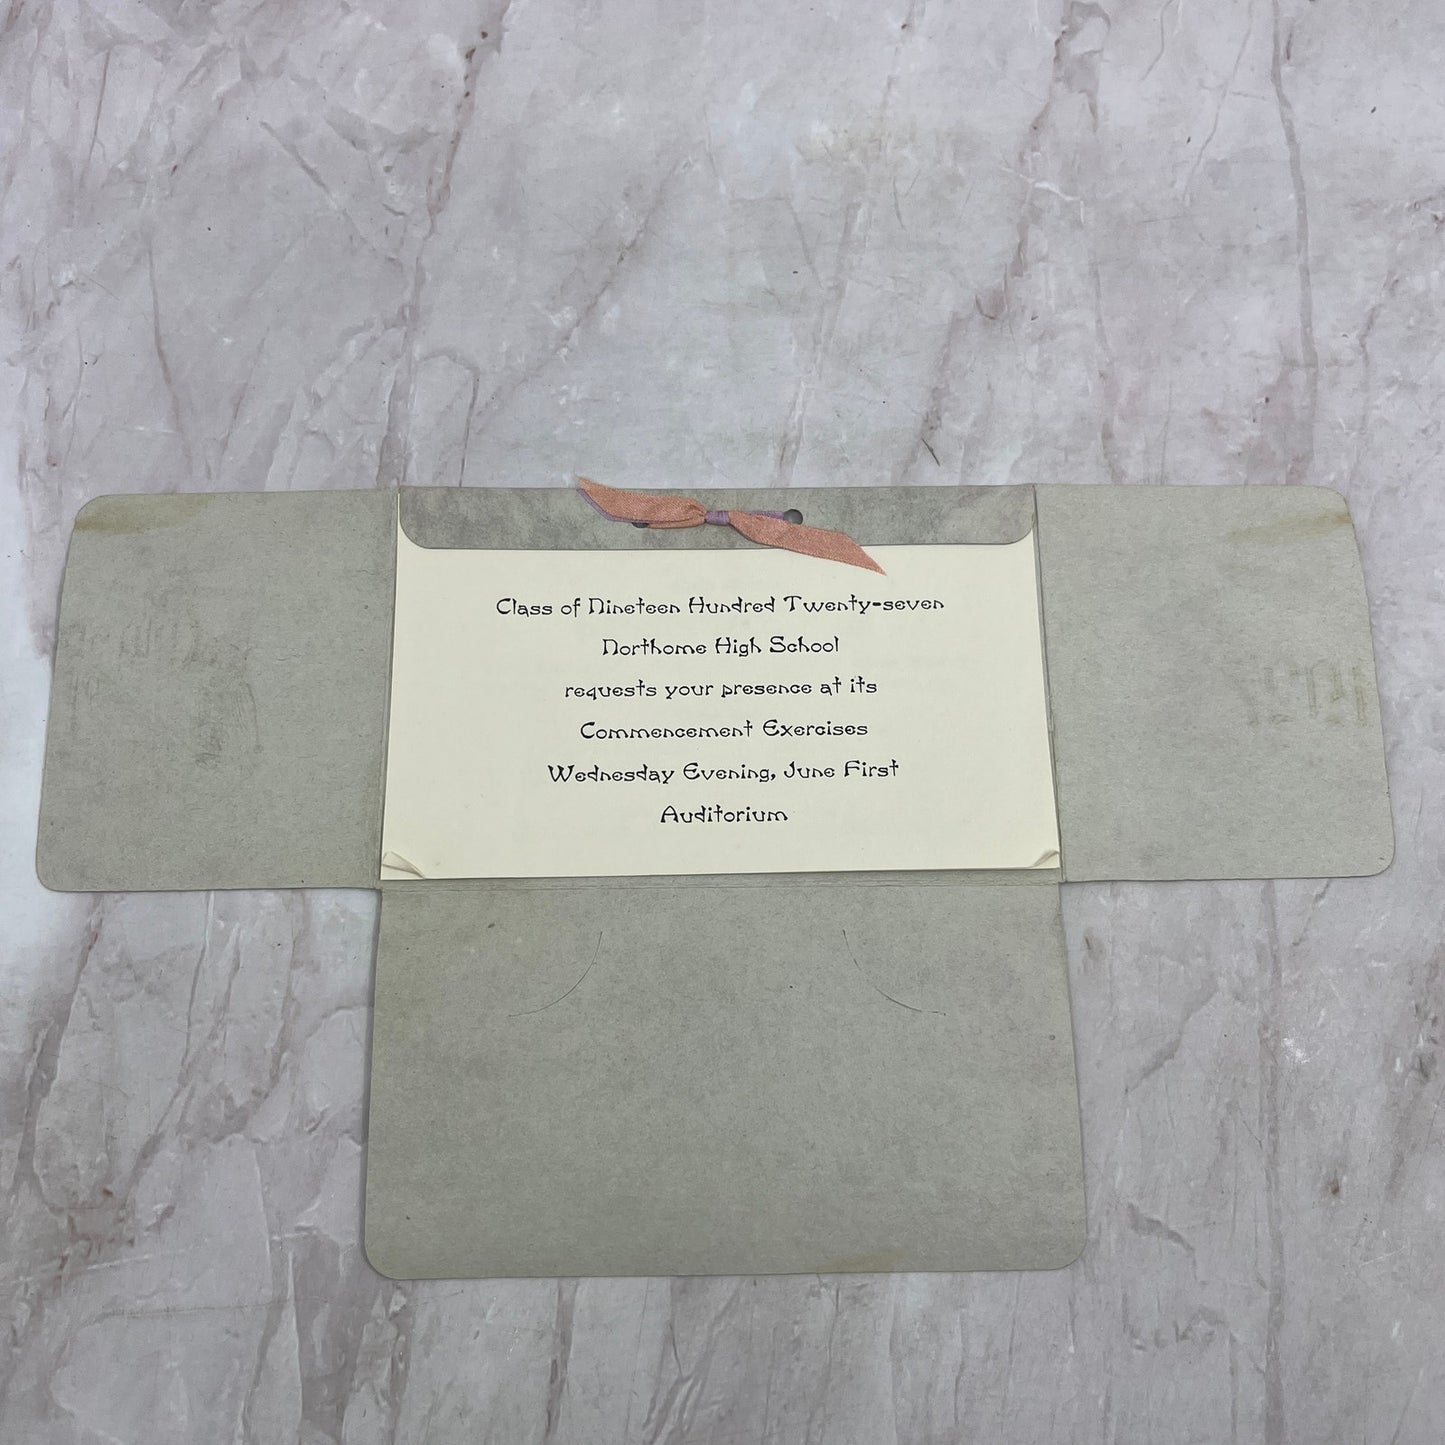 Class of Nineteen Hundred Twenty-seven
Northome High School
requests your presence at its
Commencement Exercises
Wednesday Evening, June First
Auditorium